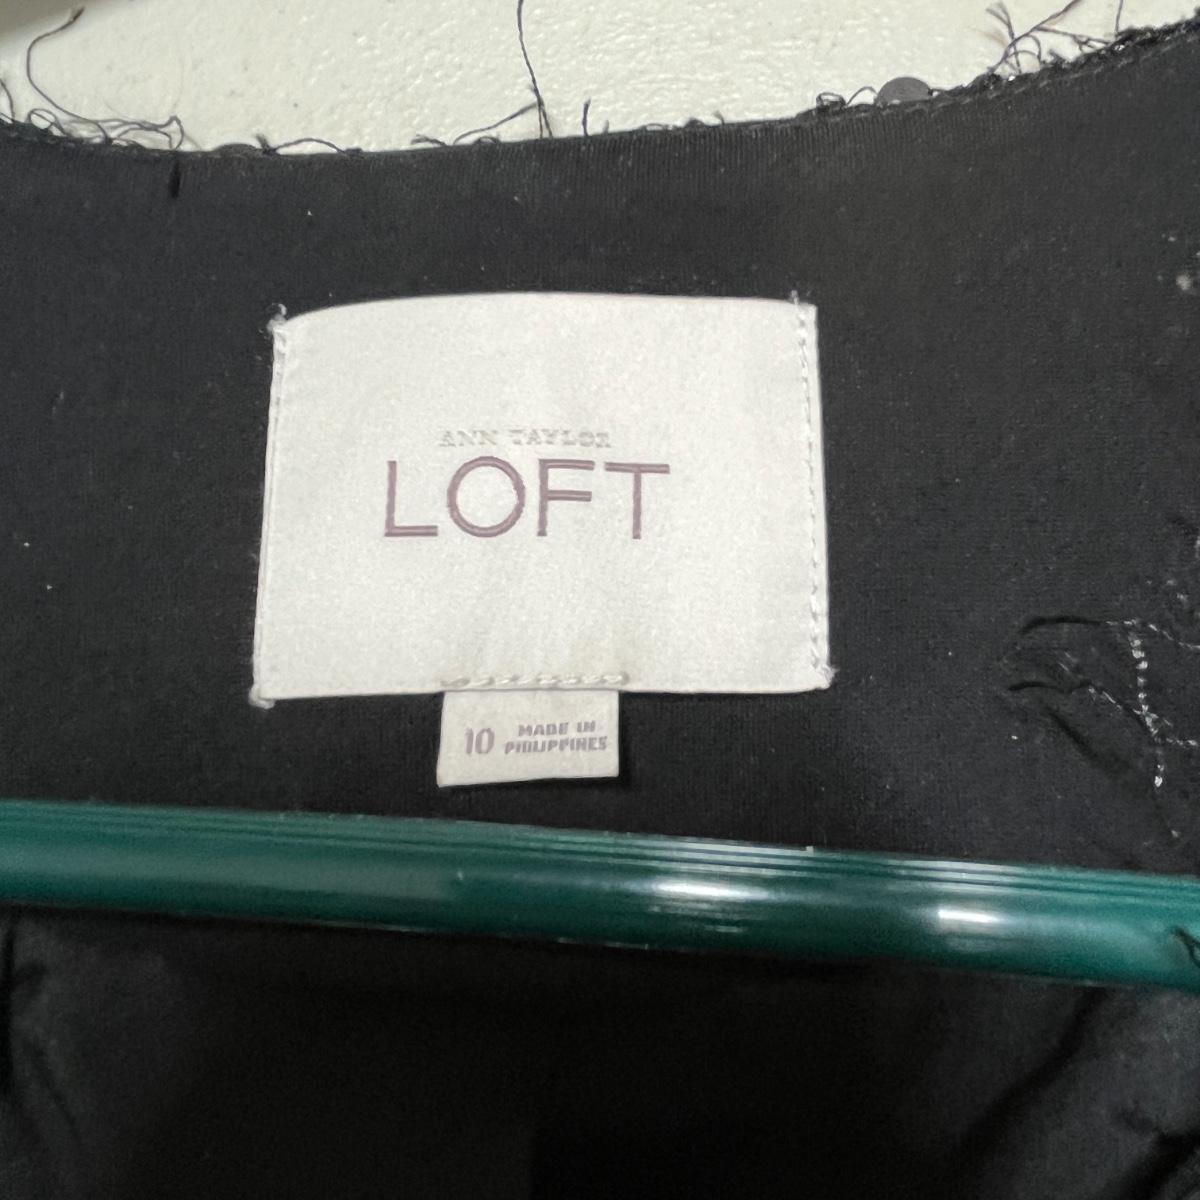 ANN TAYLOR
LOFT
10
MADE IN
PHILIPPINES